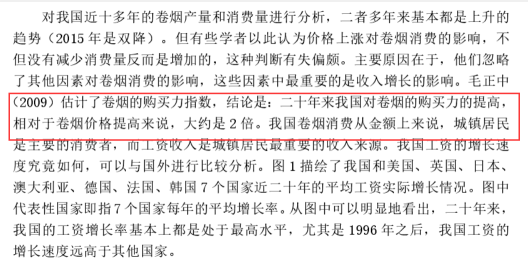 对我国近十多年的卷烟产量和消费量进行分析，二者多年来基本都是上升的
趋势（2015 年是双降）。但有些学者以此认为价格上涨对卷烟消费的影响，不
但没有减少消费量反而是增加的，这种判断有失偏颇。主要原因在于，他们忽略
了其他因素对卷烟消费的影响，这些因素中最重要的是收入增长的影响。毛正中
（2009）估计了卷烟的购买力指数，结论是：二十年来我国对卷烟的购买力的提高，
相对于卷烟价格提高来说，大约是 2 倍。我国卷烟消费从金额上来说，城镇居民
是主要的消费者，而工资收入是城镇居民最重要的收入来源。我国工资的增长速
度究竟如何，可以与国外进行比较分析。图 1 描绘了我国和美国、英国、日本、
澳大利亚、德国、法国、韩国 7 个国家近二十年的平均工资实际增长情况。图中
代表性国家即指 7 个国家每年的平均增长率。从图中可以明显地看出，二十年来，
我国的工资增长率基本上都是处于最高水平，尤其是 1996 年之后，我国工资的
增长速度远高于其他国家。